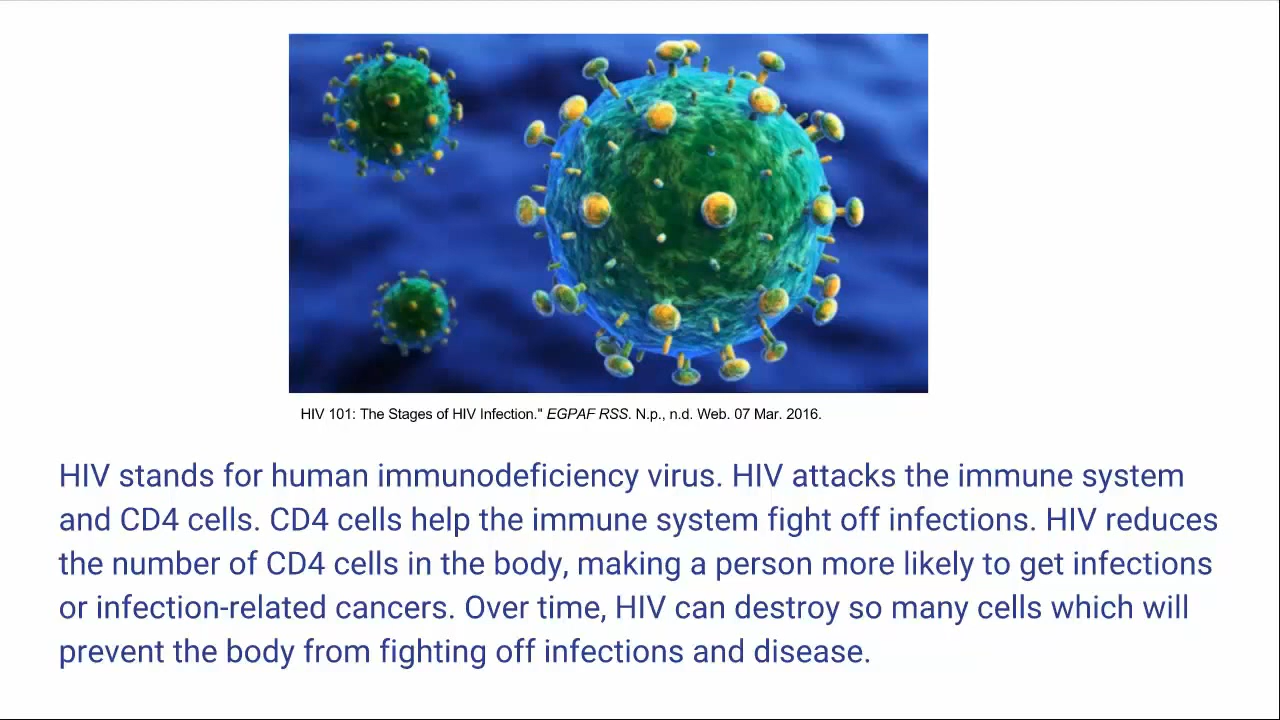 HIV 101: The Stages of HIV Infection." EGPAF RSS. N.p., n.d. Web. 07 Mar. 2016.
HIV stands for human immunodeficiency virus. HIV attacks the immune system
and CD4 cells. CD4 cells help the immune system fight off infections. HIV reduces
the number of CD4 cells in the body, making a person more likely to get infections
or infection-related cancers. Over time, HIV can destroy so many cells which will
prevent the body from fighting off infections and disease.